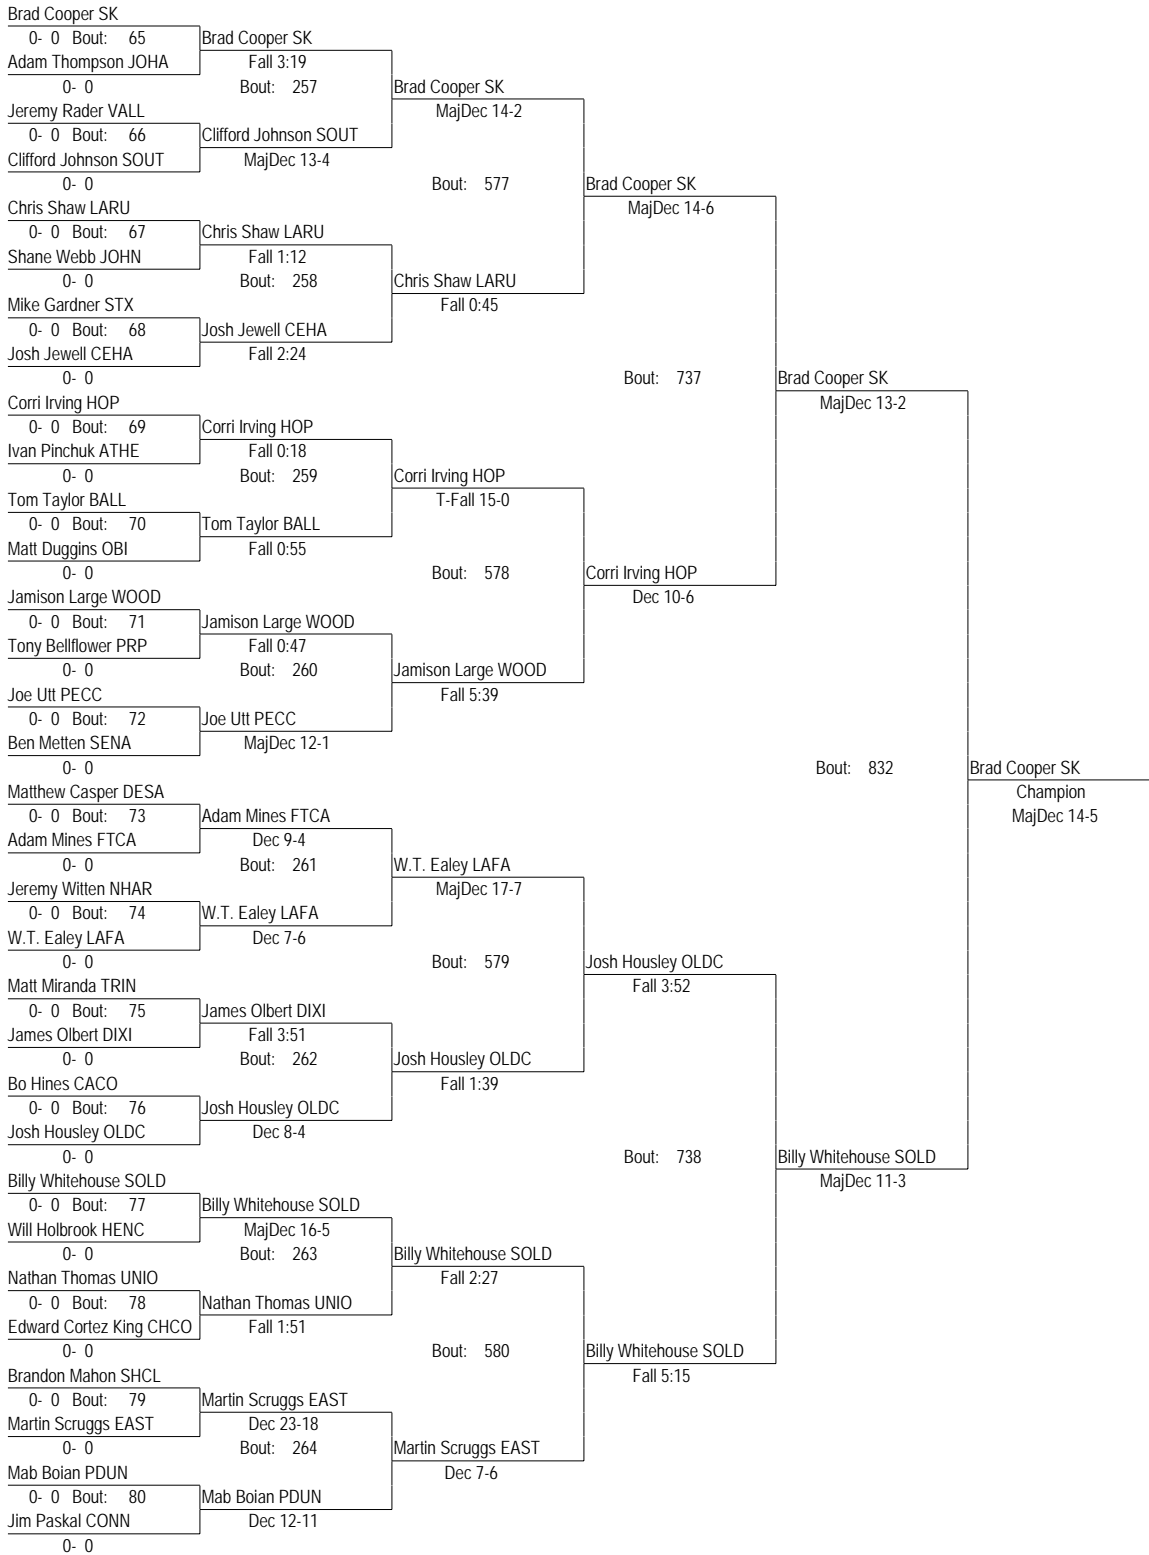 Brad Cooper SK
0- 0 Bout: 65 Brad Cooper SK
Adam Thompson JOHA Fall 3:19
0- 0 Bout: 257 Brad Cooper SK
Jeremy Rader VALL MajDec 14-2
0- 0 Bout: 66 Clifford Johnson SOUT
Clifford Johnson SOUT MajDec 13-4
0- 0 Bout: 577 Brad Cooper SK
Chris Shaw LARU MajDec 14-6
0- 0 Bout: 67 Chris Shaw LARU
Shane Webb JOHN Fall 1:12
0- 0 Bout: 258 Chris Shaw LARU
Mike Gardner STX Fall 0:45
0- 0 Bout: 68 Josh Jewell CEHA
Josh Jewell CEHA Fall 2:24
0- 0 Bout: 737 Brad Cooper SK
Corri Irving HOP MajDec 13-2
0- 0 Bout: 69 Corri Irving HOP
Ivan Pinchuk ATHE Fall 0:18
0- 0 Bout: 259 Corri Irving HOP
Tom Taylor BALL T-Fall 15-0
0- 0 Bout: 70 Tom Taylor BALL
Matt Duggins OBI Fall 0:55
0- 0 Bout: 578 Corri Irving HOP
Jamison Large WOOD Dec 10-6
0- 0 Bout: 71 Jamison Large WOOD
Tony Bellflower PRP Fall 0:47
0- 0 Bout: 260 Jamison Large WOOD
Joe Utt PECC Fall 5:39
0- 0 Bout: 72 Joe Utt PECC
Ben Metten SENA MajDec 12-1
0- 0 Bout: 832 Brad Cooper SK
Matthew Casper DESA Champion
0- 0 Bout: 73 Adam Mines FTCA MajDec 14-5
Adam Mines FTCA Dec 9-4
0- 0 Bout: 261 W.T. Ealey LAFA
Jeremy Witten NHAR MajDec 17-7
0- 0 Bout: 74 W.T. Ealey LAFA
W.T. Ealey LAFA Dec 7-6
0- 0 Bout: 579 Josh Housley OLDC
Matt Miranda TRIN Fall 3:52
0- 0 Bout: 75 James Olbert DIXI
James Olbert DIXI Fall 3:51
0- 0 Bout: 262 Josh Housley OLDC
Bo Hines CACO Fall 1:39
0- 0 Bout: 76 Josh Housley OLDC
Josh Housley OLDC Dec 8-4
0- 0 Bout: 738 Billy Whitehouse SOLD
Billy Whitehouse SOLD MajDec 11-3
0- 0 Bout: 77 Billy Whitehouse SOLD
Will Holbrook HENC MajDec 16-5
0- 0 Bout: 263 Billy Whitehouse SOLD
Nathan Thomas UNIO Fall 2:27
0- 0 Bout: 78 Nathan Thomas UNIO
Edward Cortez King CHCO Fall 1:51
0- 0 Bout: 580 Billy Whitehouse SOLD
Brandon Mahon SHCL Fall 5:15
0- 0 Bout: 79 Martin Scruggs EAST
Martin Scruggs EAST Dec 23-18
0- 0 Bout: 264 Martin Scruggs EAST
Mab Boian PDUN Dec 7-6
0- 0 Bout: 80 Mab Boian PDUN
Jim Paskal CONN Dec 12-11
0- 0